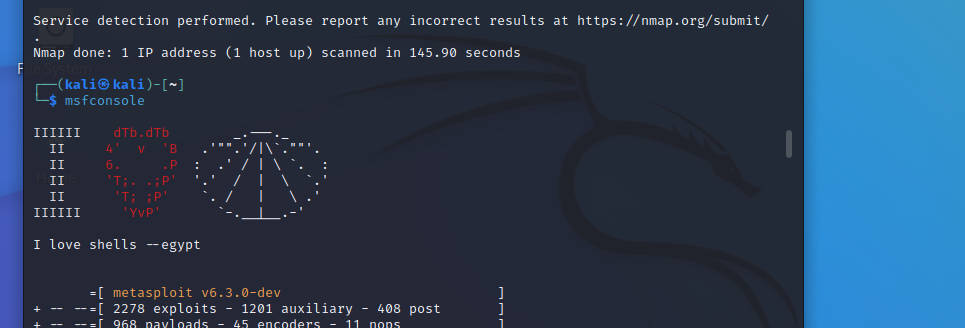 Service detection performed. Please report any incorrect results at https://nmap.org/submit/
.
Nmap done: 1 IP address (1 host up) scanned in 145.90 seconds
┌──(kali㉿kali)-[~]
└─$ msfconsole
IIIIII    dTb.dTb        _.---._
  II     4'  v  'B   .'"".'/|\`.""'.
  II     6.     .P  :  .' / | \ `.  :
  II     'T;. .;P'  '.'  /  |  \  `.'
  II      'T; ;P'    `. /   |   \ .'
IIIIII     'YvP'       `-.__|__.-'
I love shells --egypt
       =[ metasploit v6.3.0-dev                           ]
+ -- --=[ 2278 exploits - 1201 auxiliary - 408 post       ]
+ -- --=[ 968 payloads - 45 encoders - 11 nops            ]